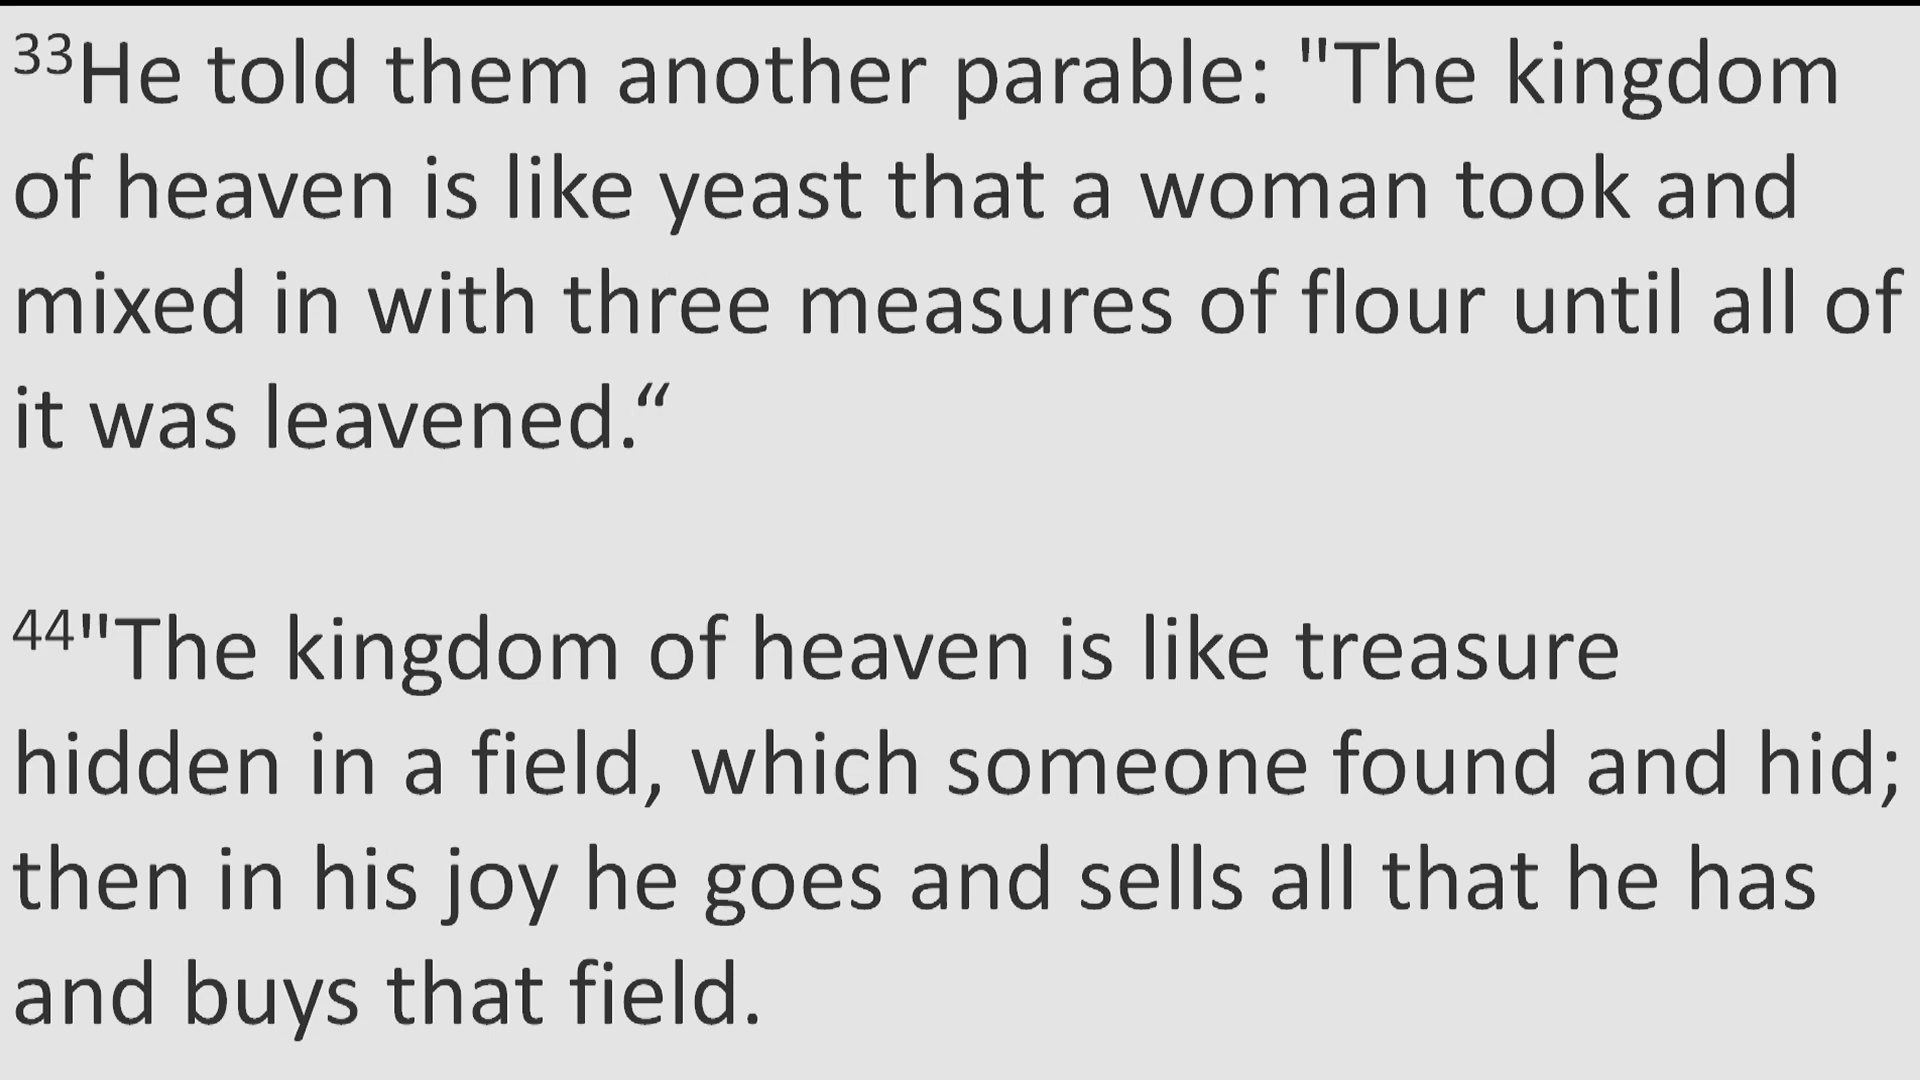 33He told them another parable: "The kingdom
of heaven is like yeast that a woman took and
mixed in with three measures of flour until all of
it was leavened.“
44"The kingdom of heaven is like treasure
hidden in a field, which someone found and hid;
then in his joy he goes and sells all that he has
and buys that field.